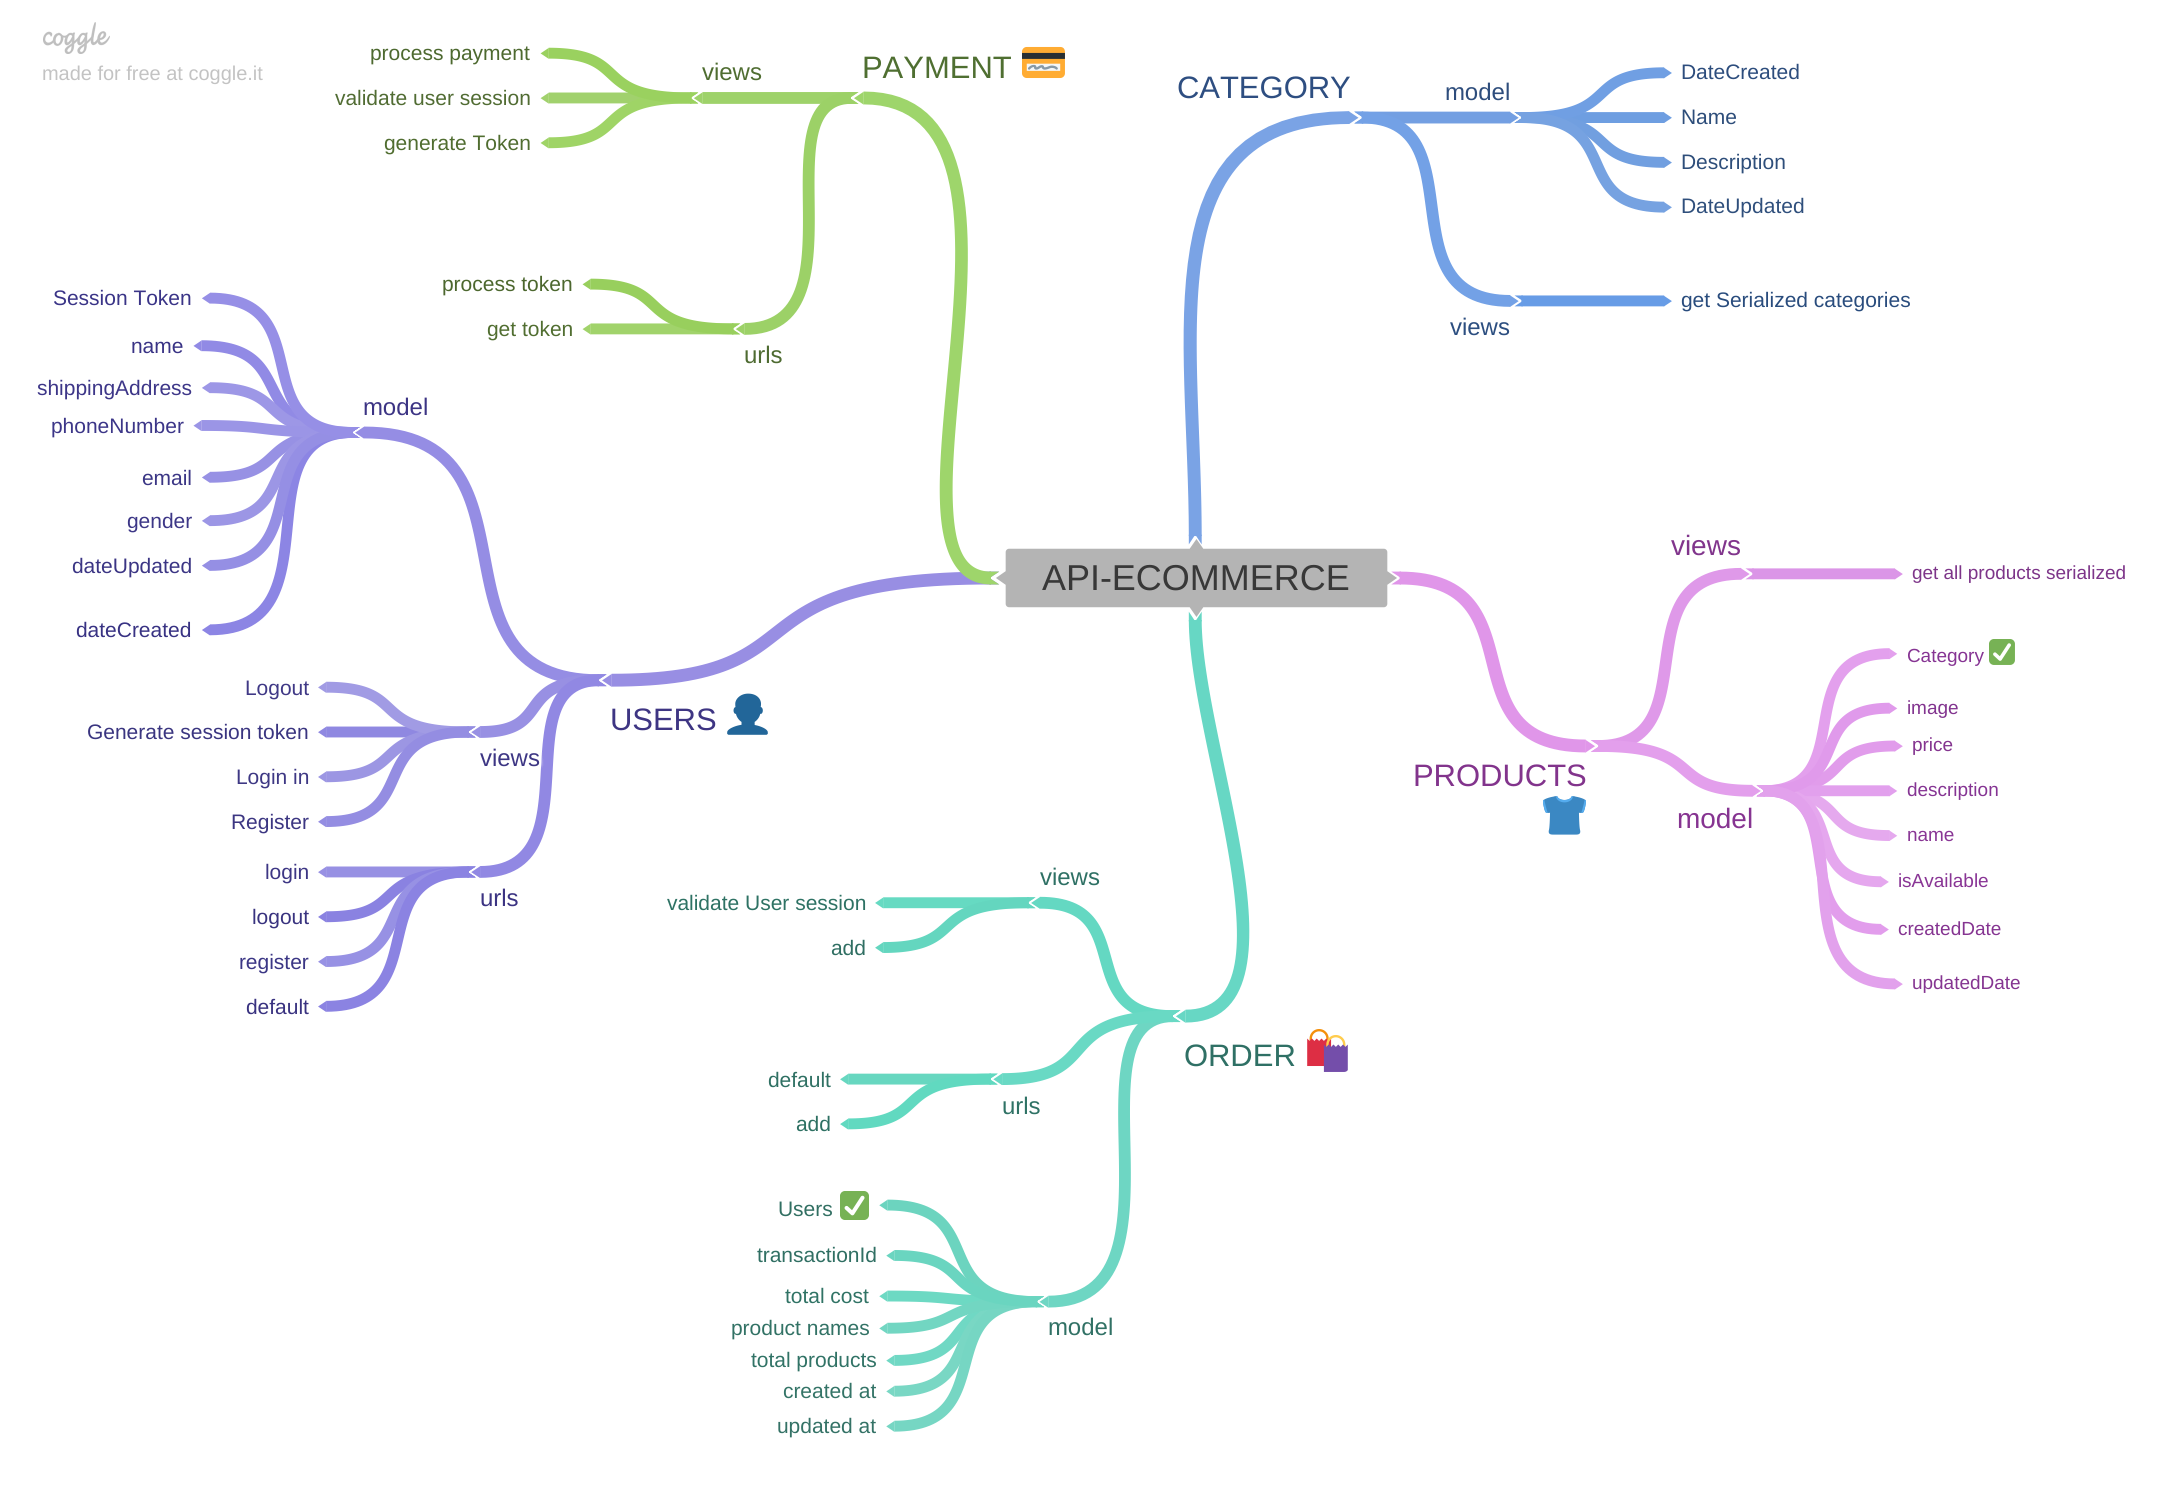 coggle
made for free at coggle.it
PAYMENT
views
process payment
validate user session
generate Token
urls
process token
get token
CATEGORY
model
DateCreated
Name
Description
DateUpdated
views
get Serialized categories
API-ECOMMERCE
USERS
model
Session Token
name
shippingAddress
phoneNumber
email
gender
dateUpdated
dateCreated
views
Logout
Generate session token
Login in
Register
urls
login
logout
register
default
PRODUCTS
views
get all products serialized
model
Category
image
price
description
name
isAvailable
createdDate
updatedDate
ORDER
views
validate User session
add
urls
default
add
model
Users
transactionId
total cost
product names
total products
created at
updated at